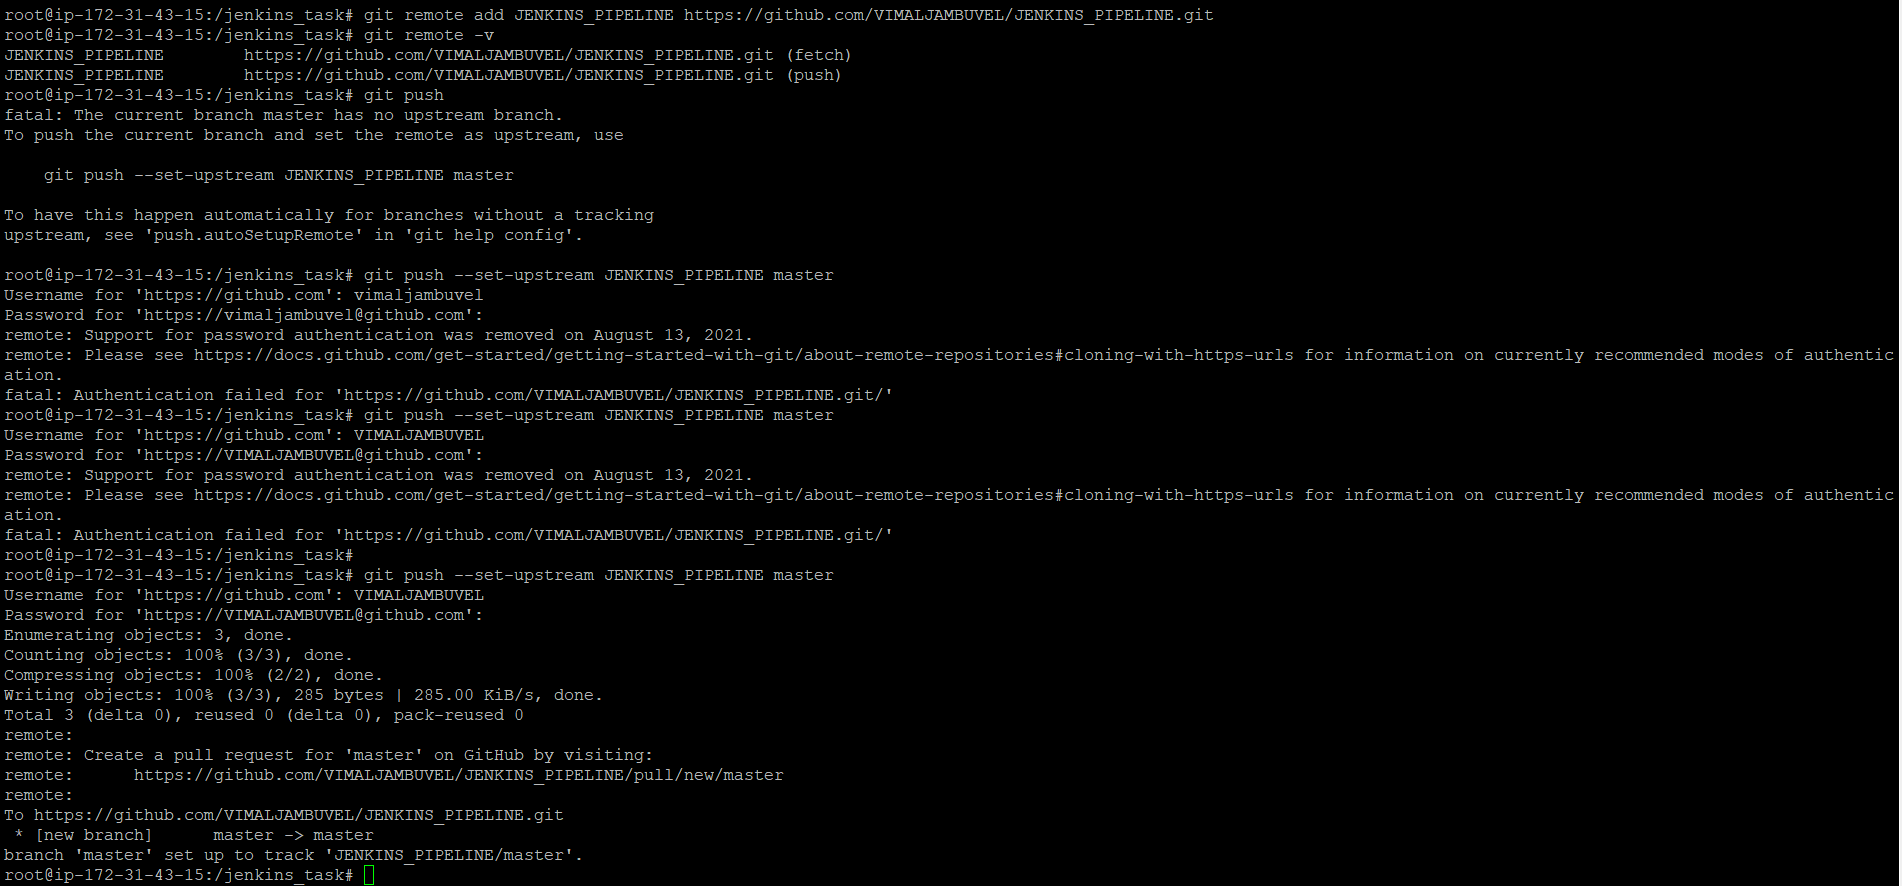 root@ip-172-31-43-15:/jenkins_task# git remote add JENKINS_PIPELINE https://github.com/VIMALJAMBUVEL/JENKINS_PIPELINE.git
root@ip-172-31-43-15:/jenkins_task# git remote -v
JENKINS_PIPELINE        https://github.com/VIMALJAMBUVEL/JENKINS_PIPELINE.git (fetch)
JENKINS_PIPELINE        https://github.com/VIMALJAMBUVEL/JENKINS_PIPELINE.git (push)
root@ip-172-31-43-15:/jenkins_task# git push
fatal: The current branch master has no upstream branch.
To push the current branch and set the remote as upstream, use

    git push --set-upstream JENKINS_PIPELINE master

To have this happen automatically for branches without a tracking
upstream, see 'push.autoSetupRemote' in 'git help config'.

root@ip-172-31-43-15:/jenkins_task# git push --set-upstream JENKINS_PIPELINE master
Username for 'https://github.com': vimaljambuvel
Password for 'https://vimaljambuvel@github.com':
remote: Support for password authentication was removed on August 13, 2021.
remote: Please see https://docs.github.com/get-started/getting-started-with-git/about-remote-repositories#cloning-with-https-urls for information on currently recommended modes of authentic
ation.
fatal: Authentication failed for 'https://github.com/VIMALJAMBUVEL/JENKINS_PIPELINE.git/'
root@ip-172-31-43-15:/jenkins_task# git push --set-upstream JENKINS_PIPELINE master
Username for 'https://github.com': VIMALJAMBUVEL
Password for 'https://VIMALJAMBUVEL@github.com':
remote: Support for password authentication was removed on August 13, 2021.
remote: Please see https://docs.github.com/get-started/getting-started-with-git/about-remote-repositories#cloning-with-https-urls for information on currently recommended modes of authentic
ation.
fatal: Authentication failed for 'https://github.com/VIMALJAMBUVEL/JENKINS_PIPELINE.git/'
root@ip-172-31-43-15:/jenkins_task#
root@ip-172-31-43-15:/jenkins_task# git push --set-upstream JENKINS_PIPELINE master
Username for 'https://github.com': VIMALJAMBUVEL
Password for 'https://VIMALJAMBUVEL@github.com':
Enumerating objects: 3, done.
Counting objects: 100% (3/3), done.
Compressing objects: 100% (2/2), done.
Writing objects: 100% (3/3), 285 bytes | 285.00 KiB/s, done.
Total 3 (delta 0), reused 0 (delta 0), pack-reused 0
remote:
remote: Create a pull request for 'master' on GitHub by visiting:
remote:      https://github.com/VIMALJAMBUVEL/JENKINS_PIPELINE/pull/new/master
remote:
To https://github.com/VIMALJAMBUVEL/JENKINS_PIPELINE.git
 * [new branch]      master -> master
branch 'master' set up to track 'JENKINS_PIPELINE/master'.
root@ip-172-31-43-15:/jenkins_task#